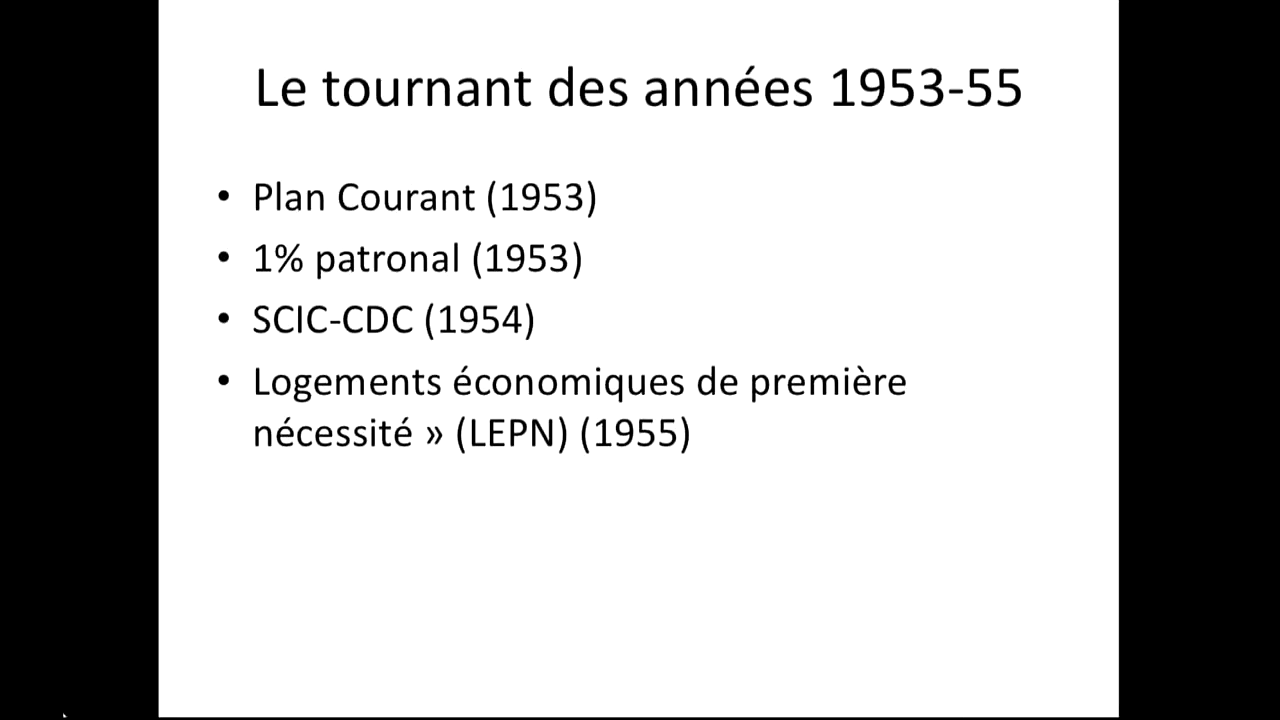 Le tournant des années 1953-55
• Plan Courant (1953)
• 1% patronal (1953)
• SCIC-CDC (1954)
• Logements économiques de première
nécessité » (LEPN) (1955)